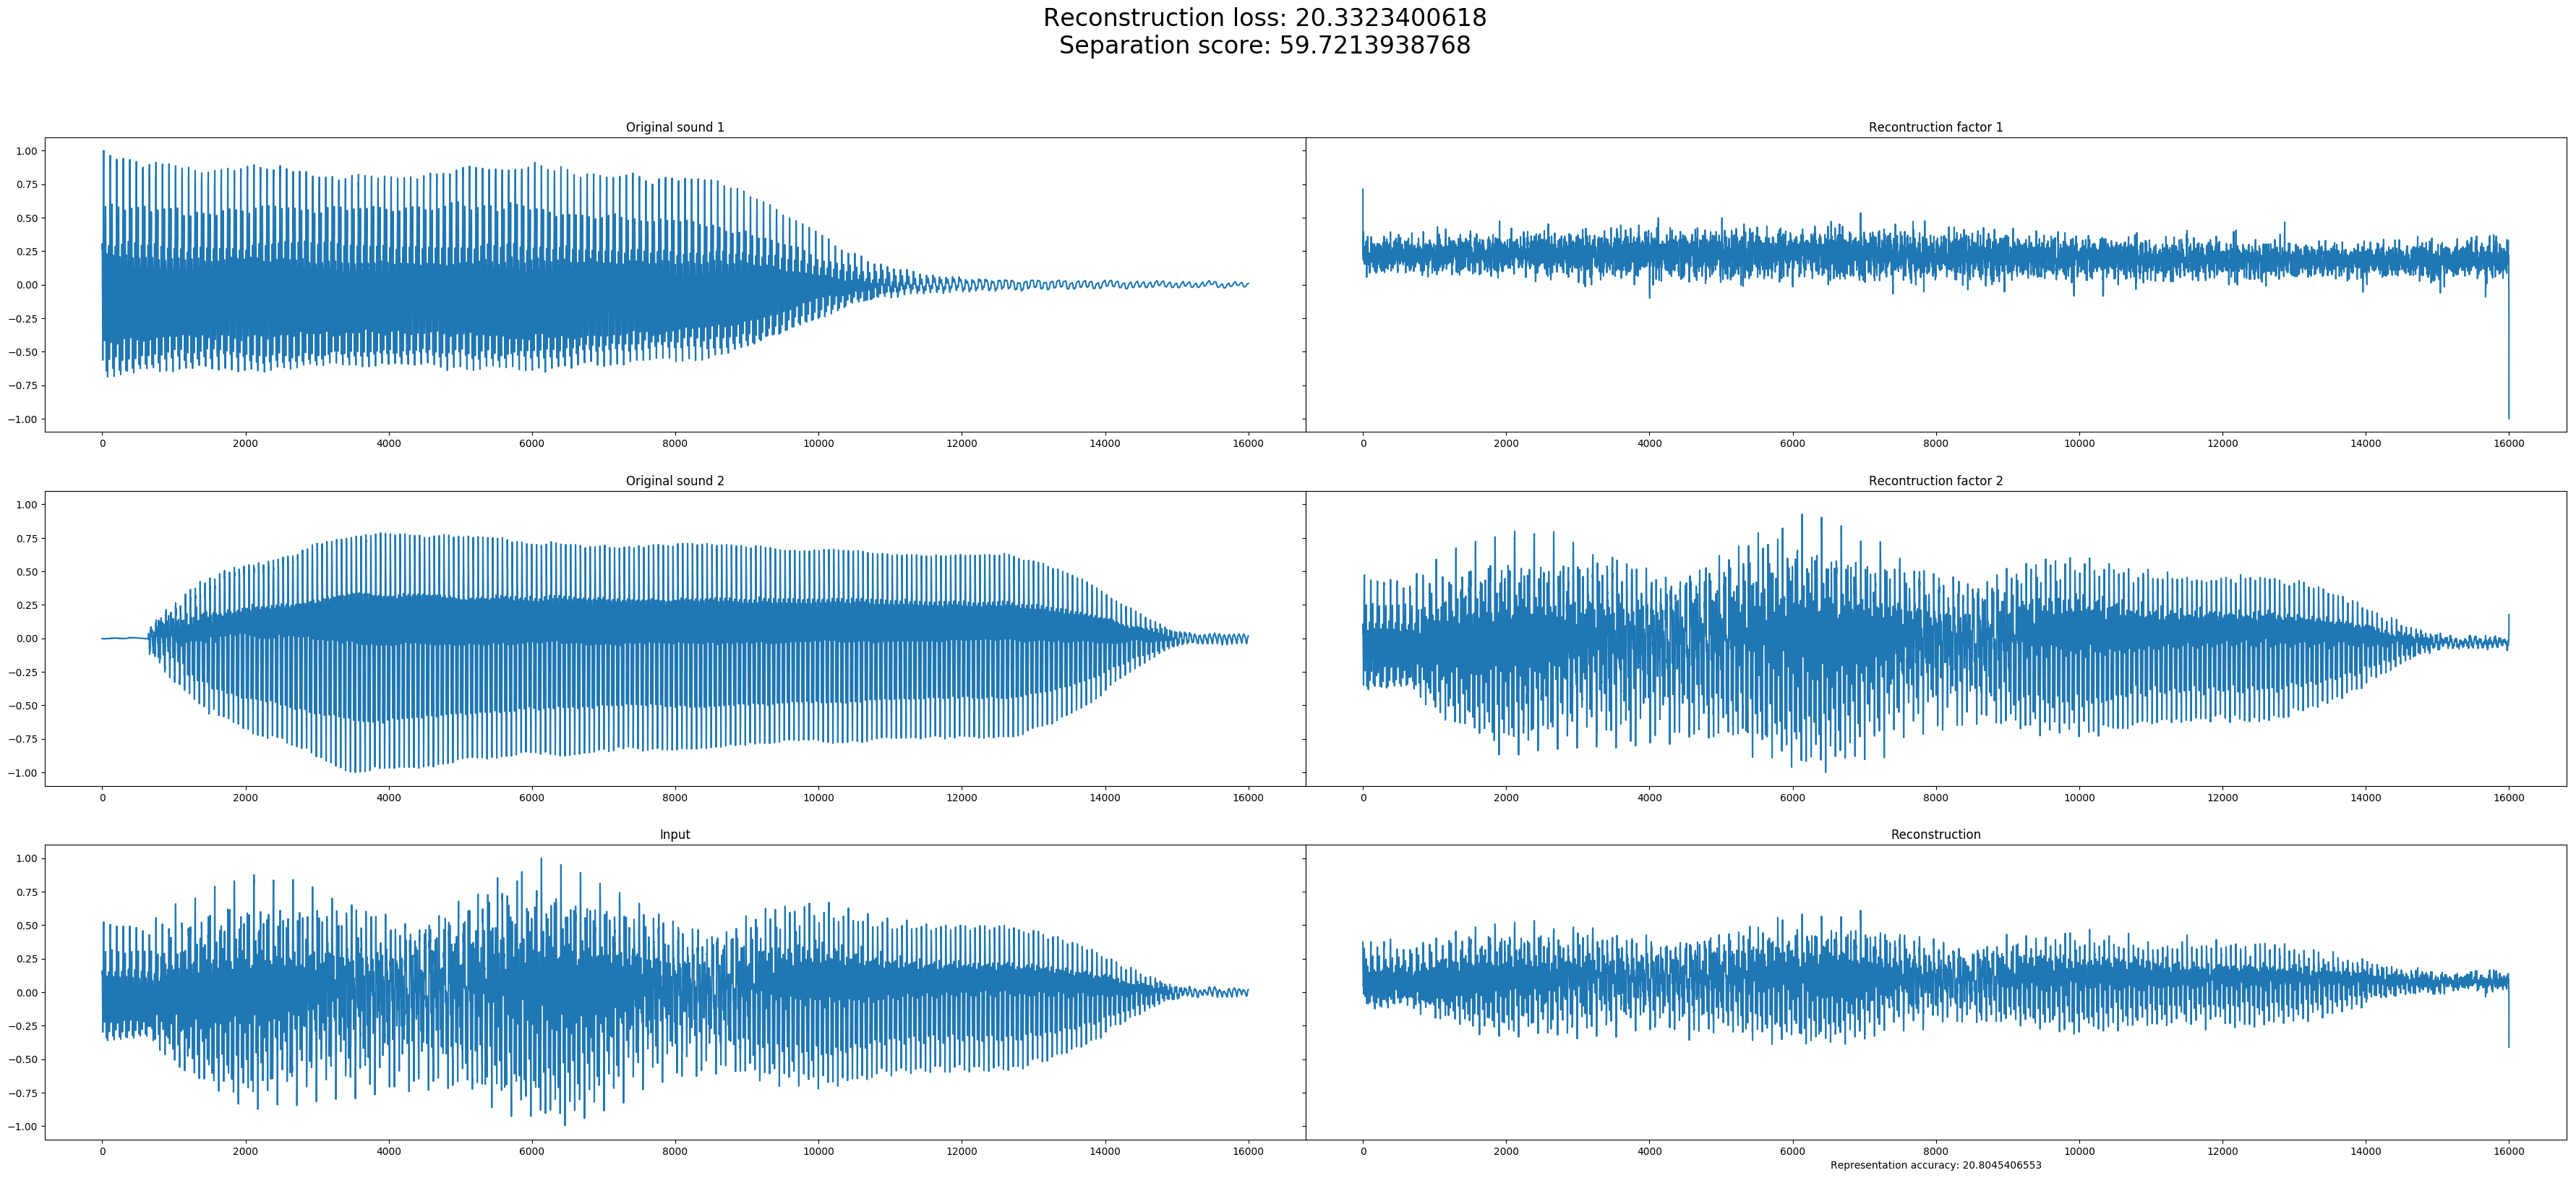 Reconstruction loss: 20.3323400618
Separation score: 59.7213938768
Original sound 1
Recontruction factor 1
1.00
0.75
0.50
0.25
0.00
−0.25
−0.50
−0.75
−1.00
0 2000 4000 6000 8000 10000 12000 14000 16000
0 2000 4000 6000 8000 10000 12000 14000 16000
Original sound 2
Recontruction factor 2
1.00
0.75
0.50
0.25
0.00
−0.25
−0.50
−0.75
−1.00
0 2000 4000 6000 8000 10000 12000 14000 16000
0 2000 4000 6000 8000 10000 12000 14000 16000
Input
Reconstruction
1.00
0.75
0.50
0.25
0.00
−0.25
−0.50
−0.75
−1.00
0 2000 4000 6000 8000 10000 12000 14000 16000
0 2000 4000 6000 8000 10000 12000 14000 16000
Representation accuracy: 20.8045406553